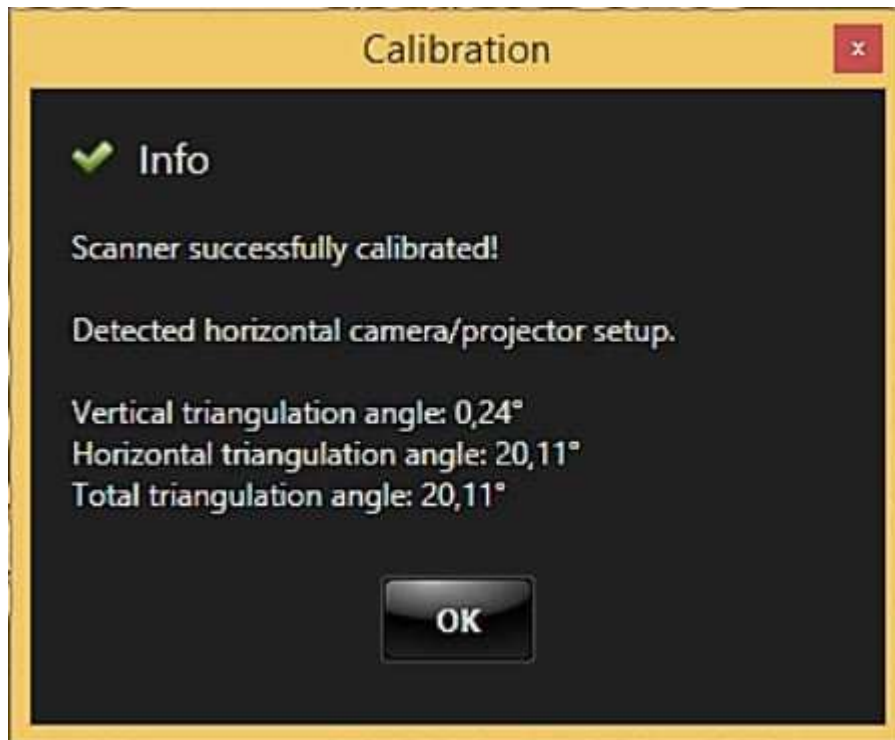 Calibration
x
Info
Scanner successfully calibrated!
Detected horizontal camera/projector setup.
Vertical triangulation angle: 0,24°
Horizontal triangulation angle: 20,11°
Total triangulation angle: 20,11°
OK